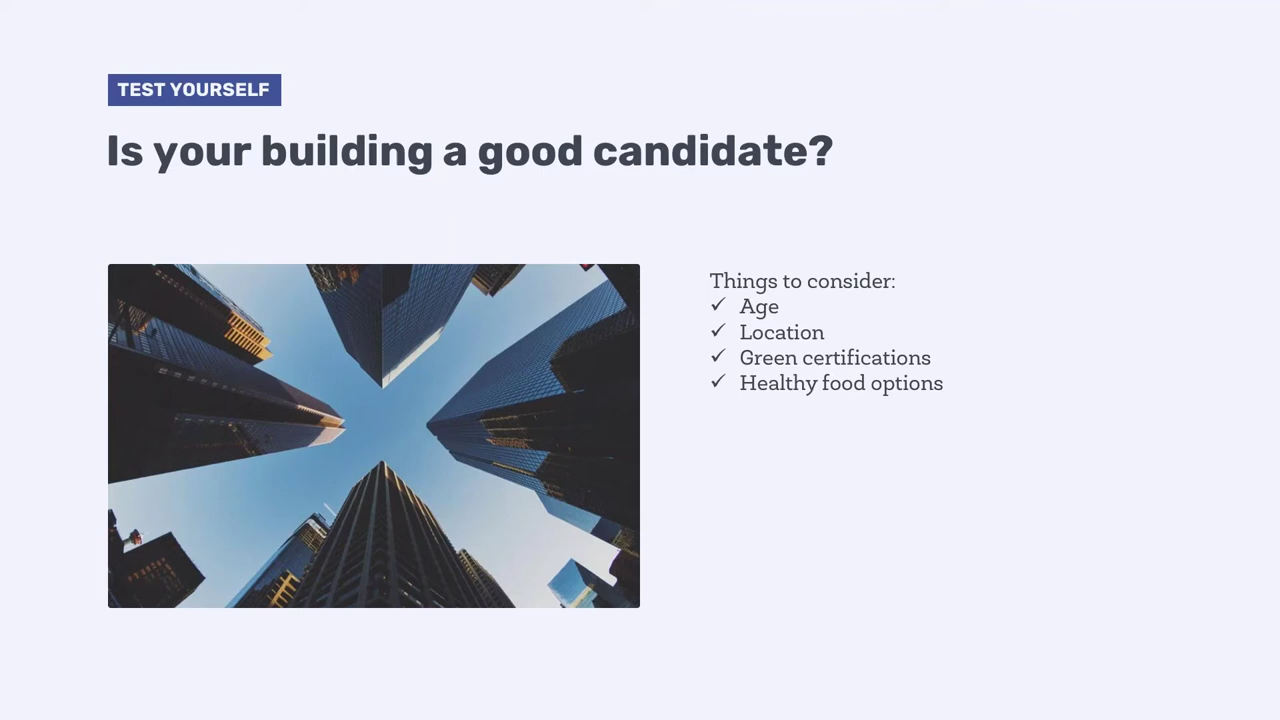 TEST YOURSELF
Is your building a good candidate?
Things to consider:
✓ Age
✓ Location
✓ Green certifications
✓ Healthy food options